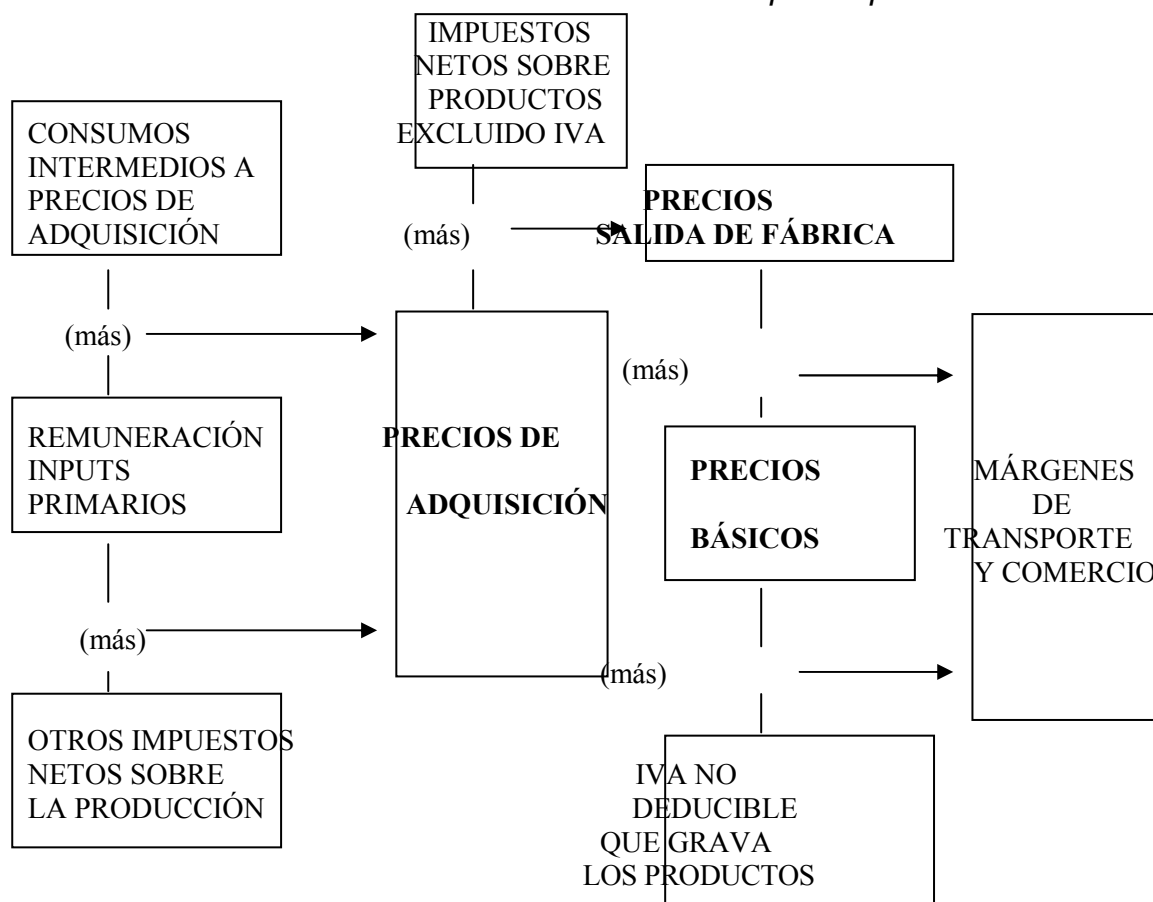 IMPUESTOS
NETOS SOBRE
PRODUCTOS
EXCLUIDO IVA
CONSUMOS
INTERMEDIOS A
PRECIOS DE
ADQUISICIÓN
PRECIOS
SALIDA DE FÁBRICA
(más)
(más)
(más)
REMUNERACIÓN
INPUTS
PRIMARIOS
PRECIOS DE
ADQUISICIÓN
PRECIOS
BÁSICOS
MÁRGENES
DE
TRANSPORTE
Y COMERCIO
(más)
(más)
OTROS IMPUESTOS
NETOS SOBRE
LA PRODUCCIÓN
IVA NO
DEDUCIBLE
QUE GRAVA
LOS PRODUCTOS